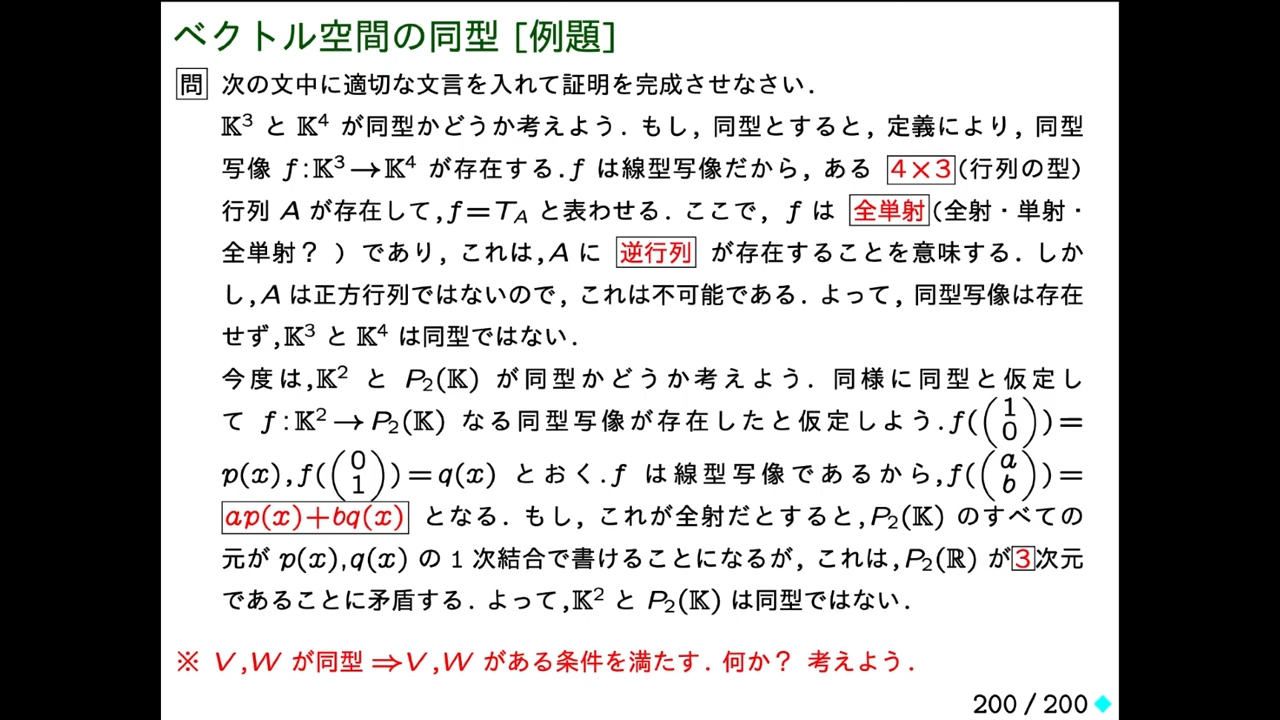 ベクトル空間の同型 [例題]
問 次の文中に適切な文言を入れて証明を完成させなさい.
𝕂³ と 𝕂⁴ が同型かどうか考えよう. もし, 同型とすると, 定義により, 同型
写像 f:𝕂³→𝕂⁴ が存在する.f は線型写像だから, ある 4×3(行列の型)
行列 A が存在して,f=T_A と表わせる. ここで, f は 全単射(全射・単射・
全単射? ) であり, これは,A に 逆行列 が存在することを意味する. しか
し,A は正方行列ではないので, これは不可能である. よって, 同型写像は存在
せず,𝕂³ と 𝕂⁴ は同型ではない.
今度は,𝕂² と P₂(𝕂) が同型かどうか考えよう. 同様に同型と仮定し
て f:𝕂²→P₂(𝕂) なる同型写像が存在したと仮定しよう.f((1 0))=
p(x),f((0 1))=q(x) とおく.f は線型写像であるから,f((a b))=
ap(x)+bq(x) となる. もし, これが全射だとすると,P₂(𝕂) のすべての
元が p(x),q(x) の 1 次結合で書けることになるが, これは,P₂(ℝ) が3次元
であることに矛盾する. よって,𝕂² と P₂(𝕂) は同型ではない.
※ V,W が同型 ⇒V,W がある条件を満たす. 何か? 考えよう.
200 / 200